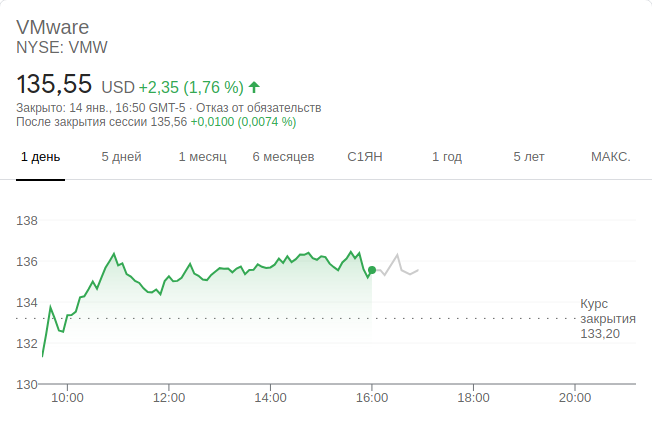 VMware
NYSE: VMW
135,55 USD +2,35 (1,76 %)
Закрыто: 14 янв., 16:50 GMT-5 · Отказ от обязательств
После закрытия сессии 135,56 +0,0100 (0,0074 %)
1 день 5 дней 1 месяц 6 месяцев С1ЯН 1 год 5 лет МАКС.
138
136
134
Курс
закрытия
133,20
132
130
10:00 12:00 14:00 16:00 18:00 20:00